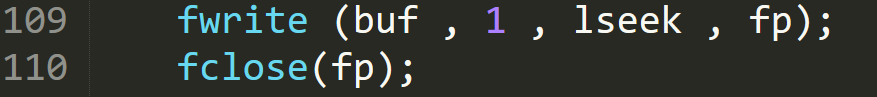 109 fwrite (buf , 1 , lseek , fp);
110 fclose(fp);